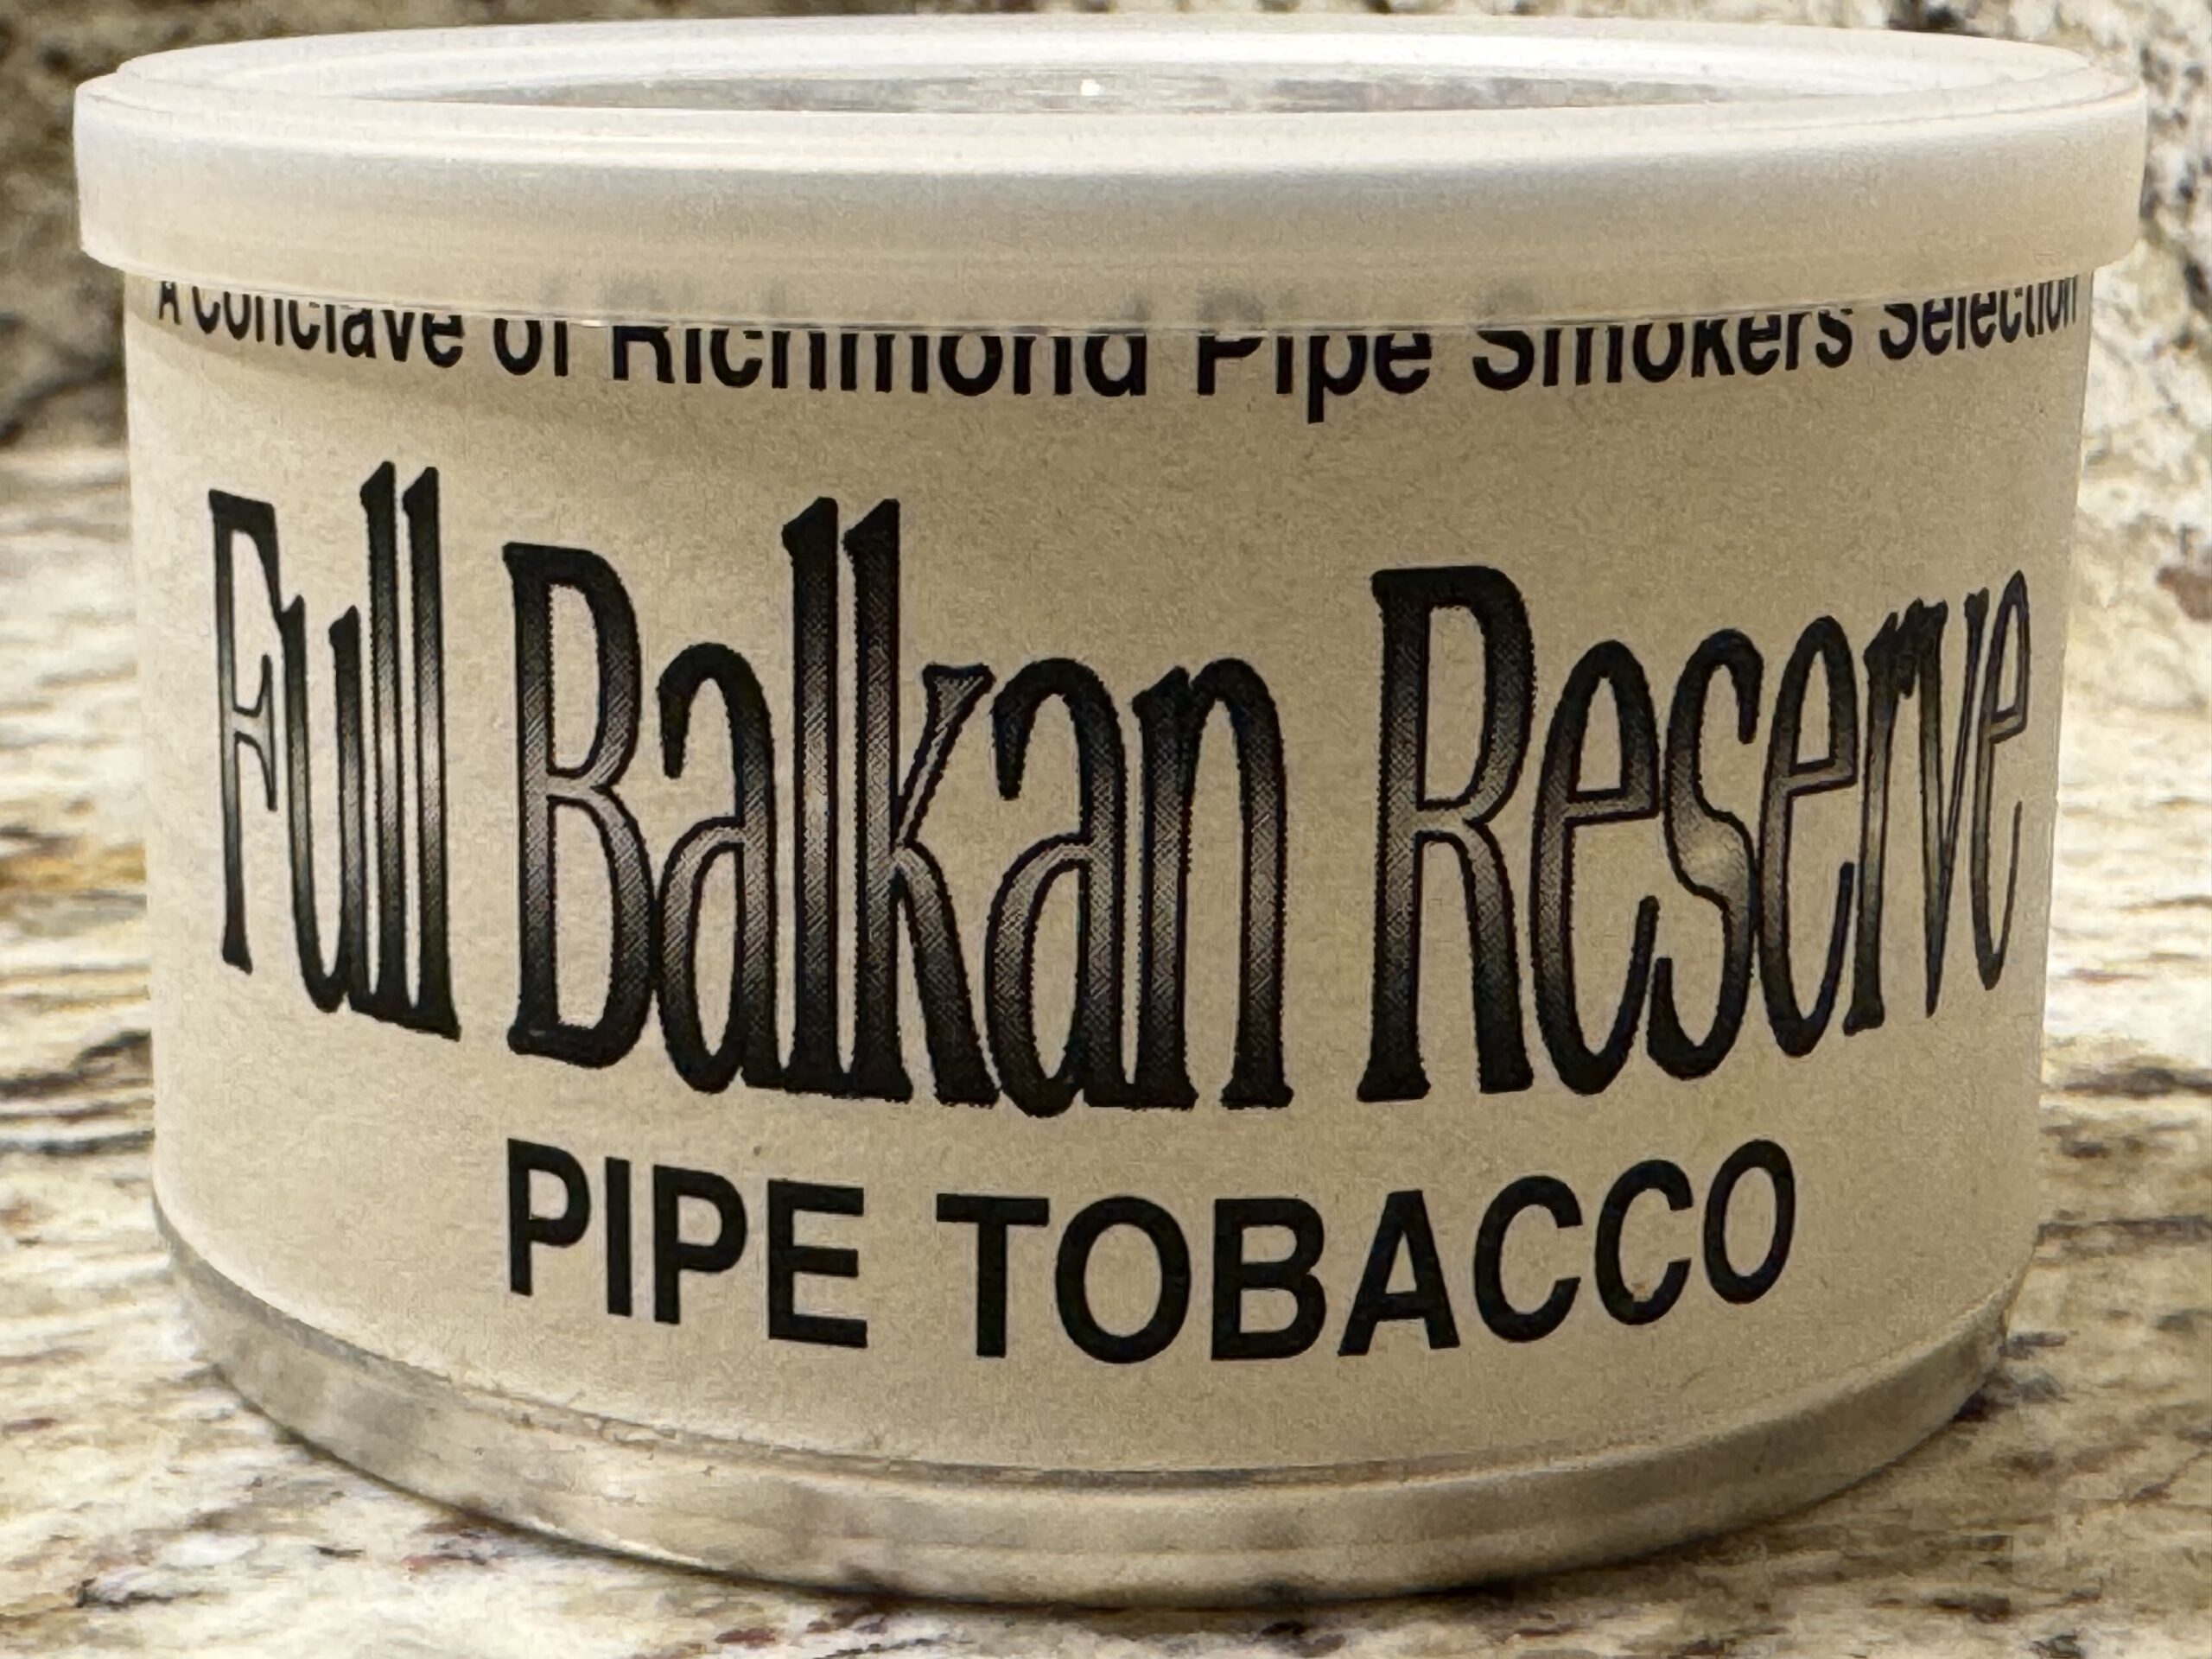 A Conclave of Richmond Pipe Smokers Selection
Full Balkan Reserve
PIPE TOBACCO